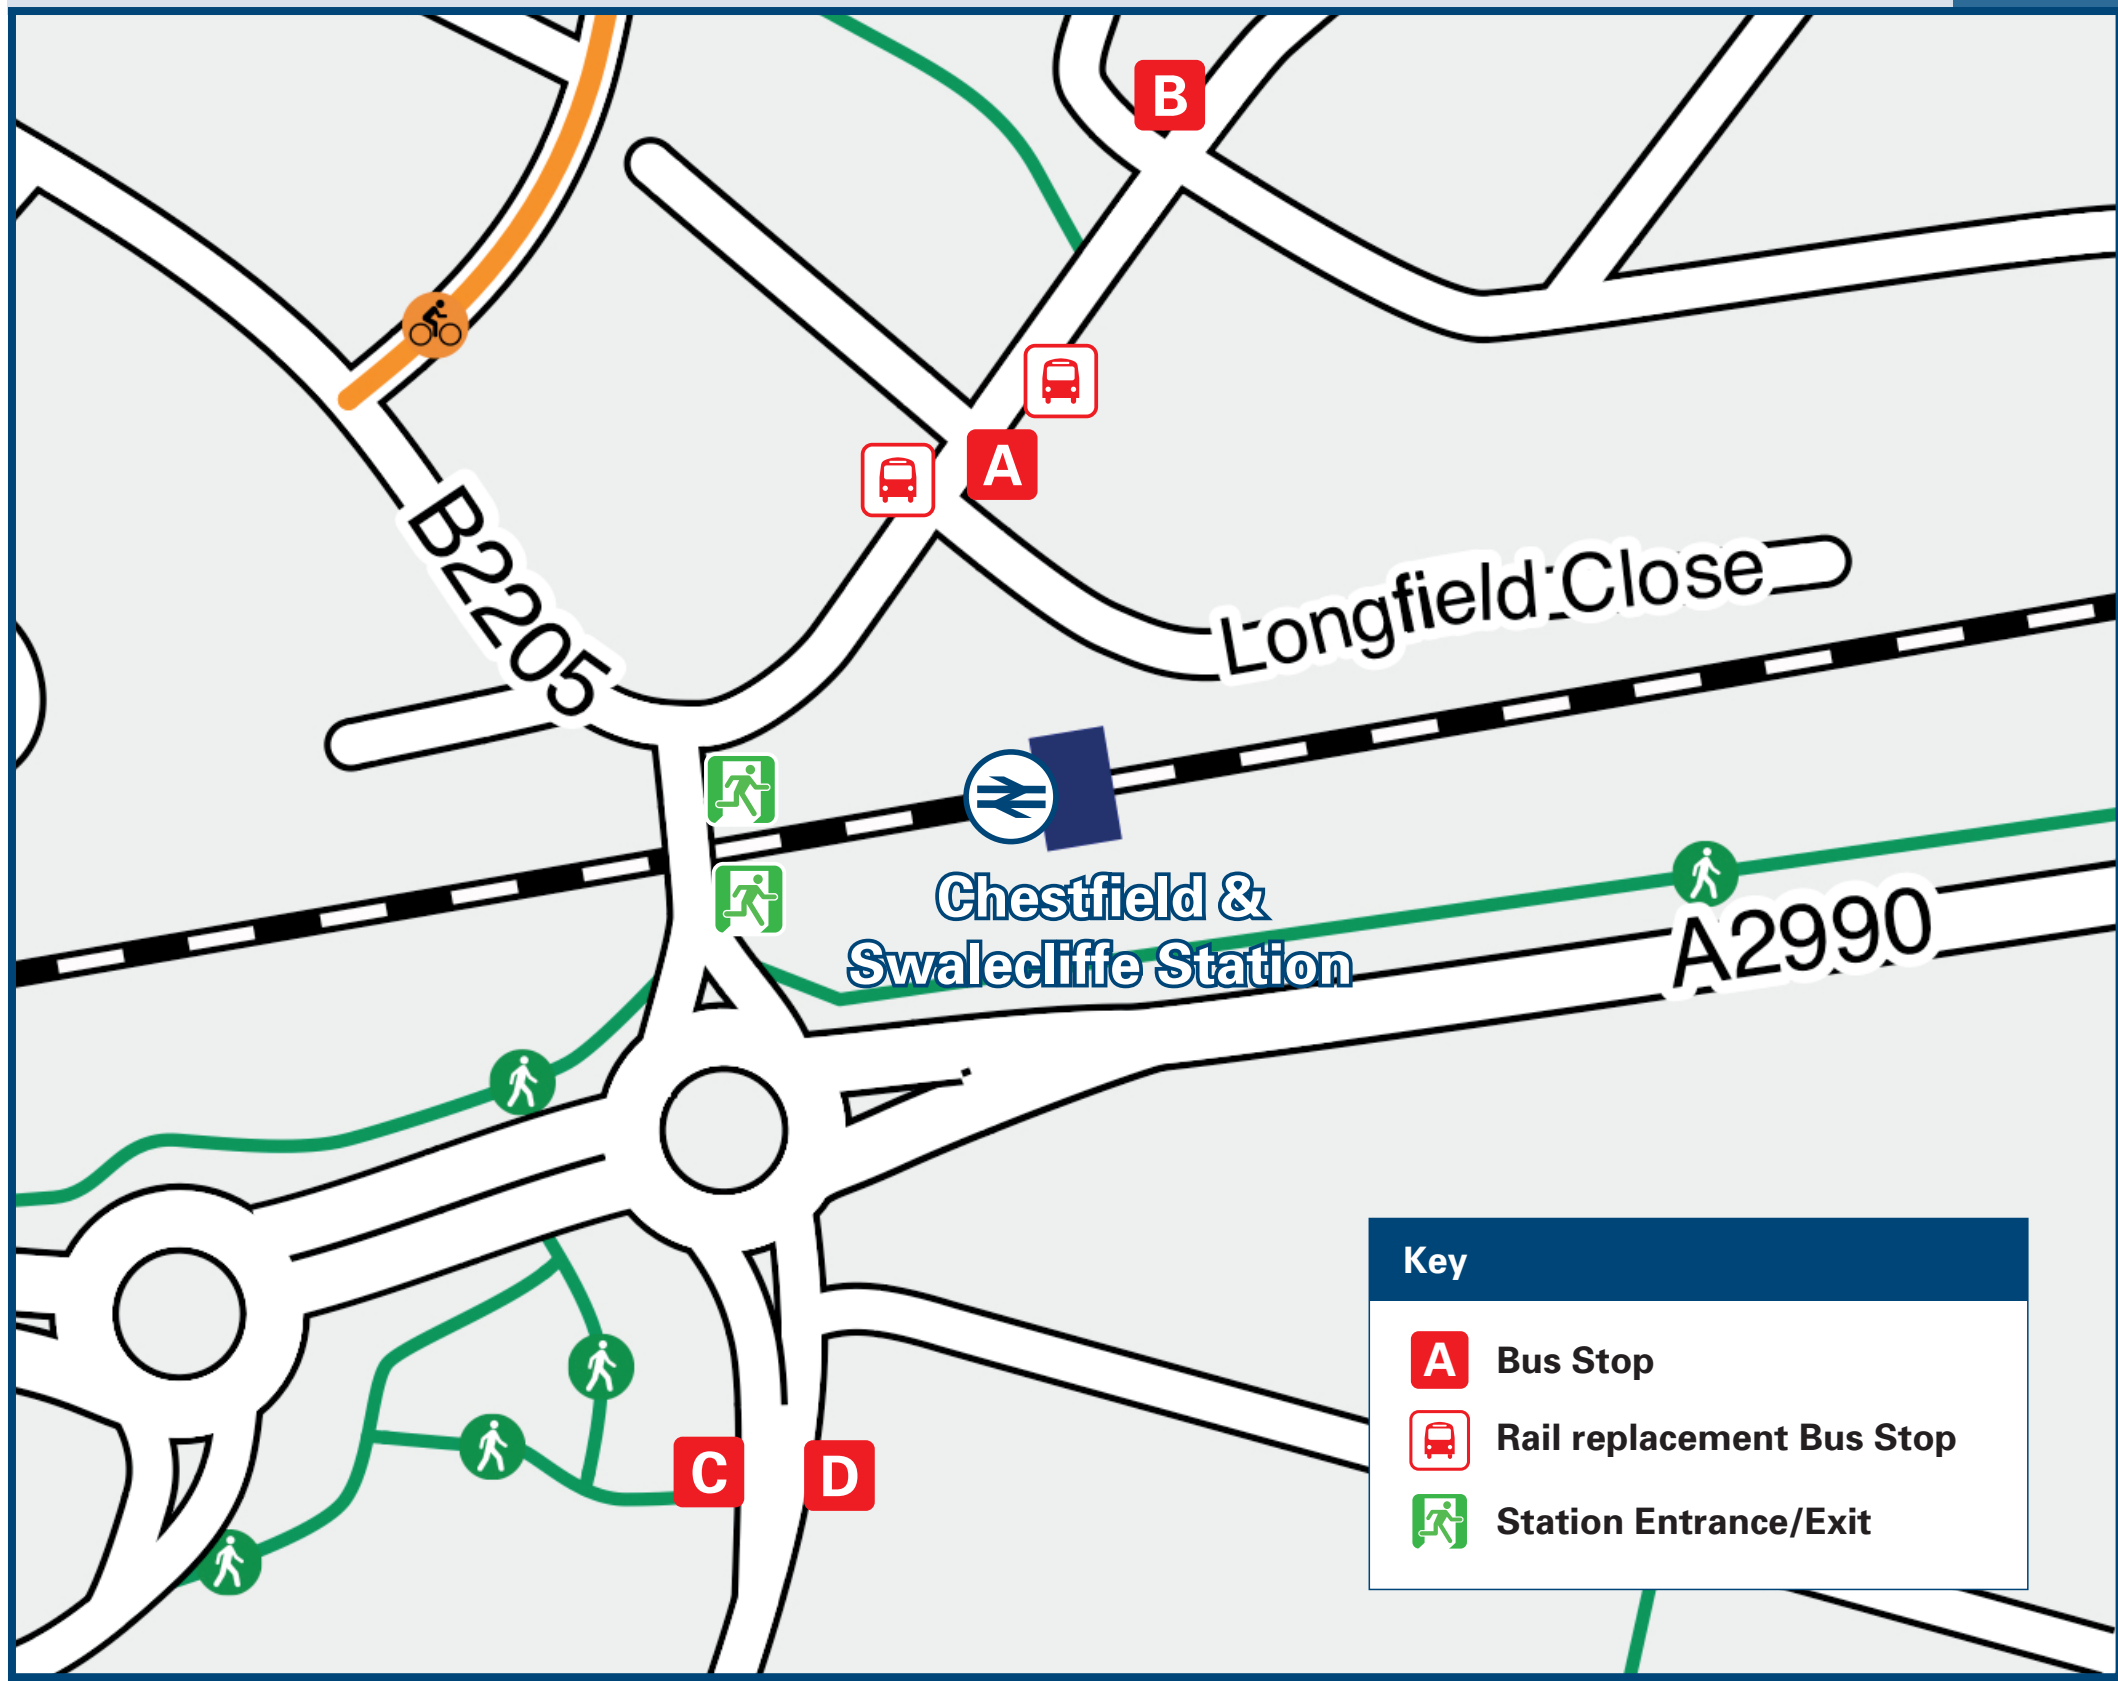 B
A
B2205
Longfield Close
Chestfield &
Swalecliffe Station
A2990
C
D
Key
A Bus Stop
Rail replacement Bus Stop
Station Entrance/Exit